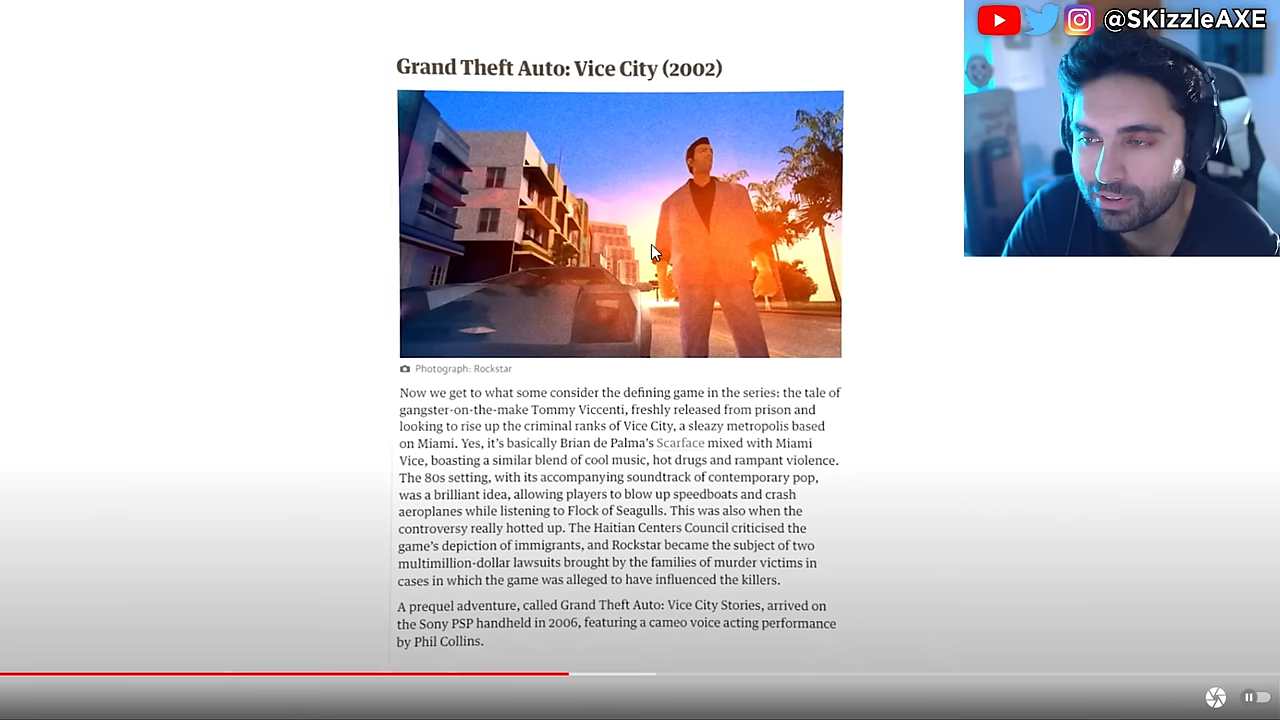 @SKizzleAXE
Grand Theft Auto: Vice City (2002)
Photograph: Rockstar
Now we get to what some consider the defining game in the series: the tale of
gangster-on-the-make Tommy Viccenti, freshly released from prison and
looking to rise up the criminal ranks of Vice City, a sleazy metropolis based
on Miami. Yes, it's basically Brian de Palma's Scarface mixed with Miami
Vice, boasting a similar blend of cool music, hot drugs and rampant violence.
The 80s setting, with its accompanying soundtrack of contemporary pop,
was a brilliant idea, allowing players to blow up speedboats and crash
aeroplanes while listening to Flock of Seagulls. This was also when the
controversy really hotted up. The Haitian Centers Council criticised the
game's depiction of immigrants, and Rockstar became the subject of two
multimillion-dollar lawsuits brought by the families of murder victims in
cases in which the game was alleged to have influenced the killers.
A prequel adventure, called Grand Theft Auto: Vice City Stories, arrived on
the Sony PSP handheld in 2006, featuring a cameo voice acting performance
by Phil Collins.